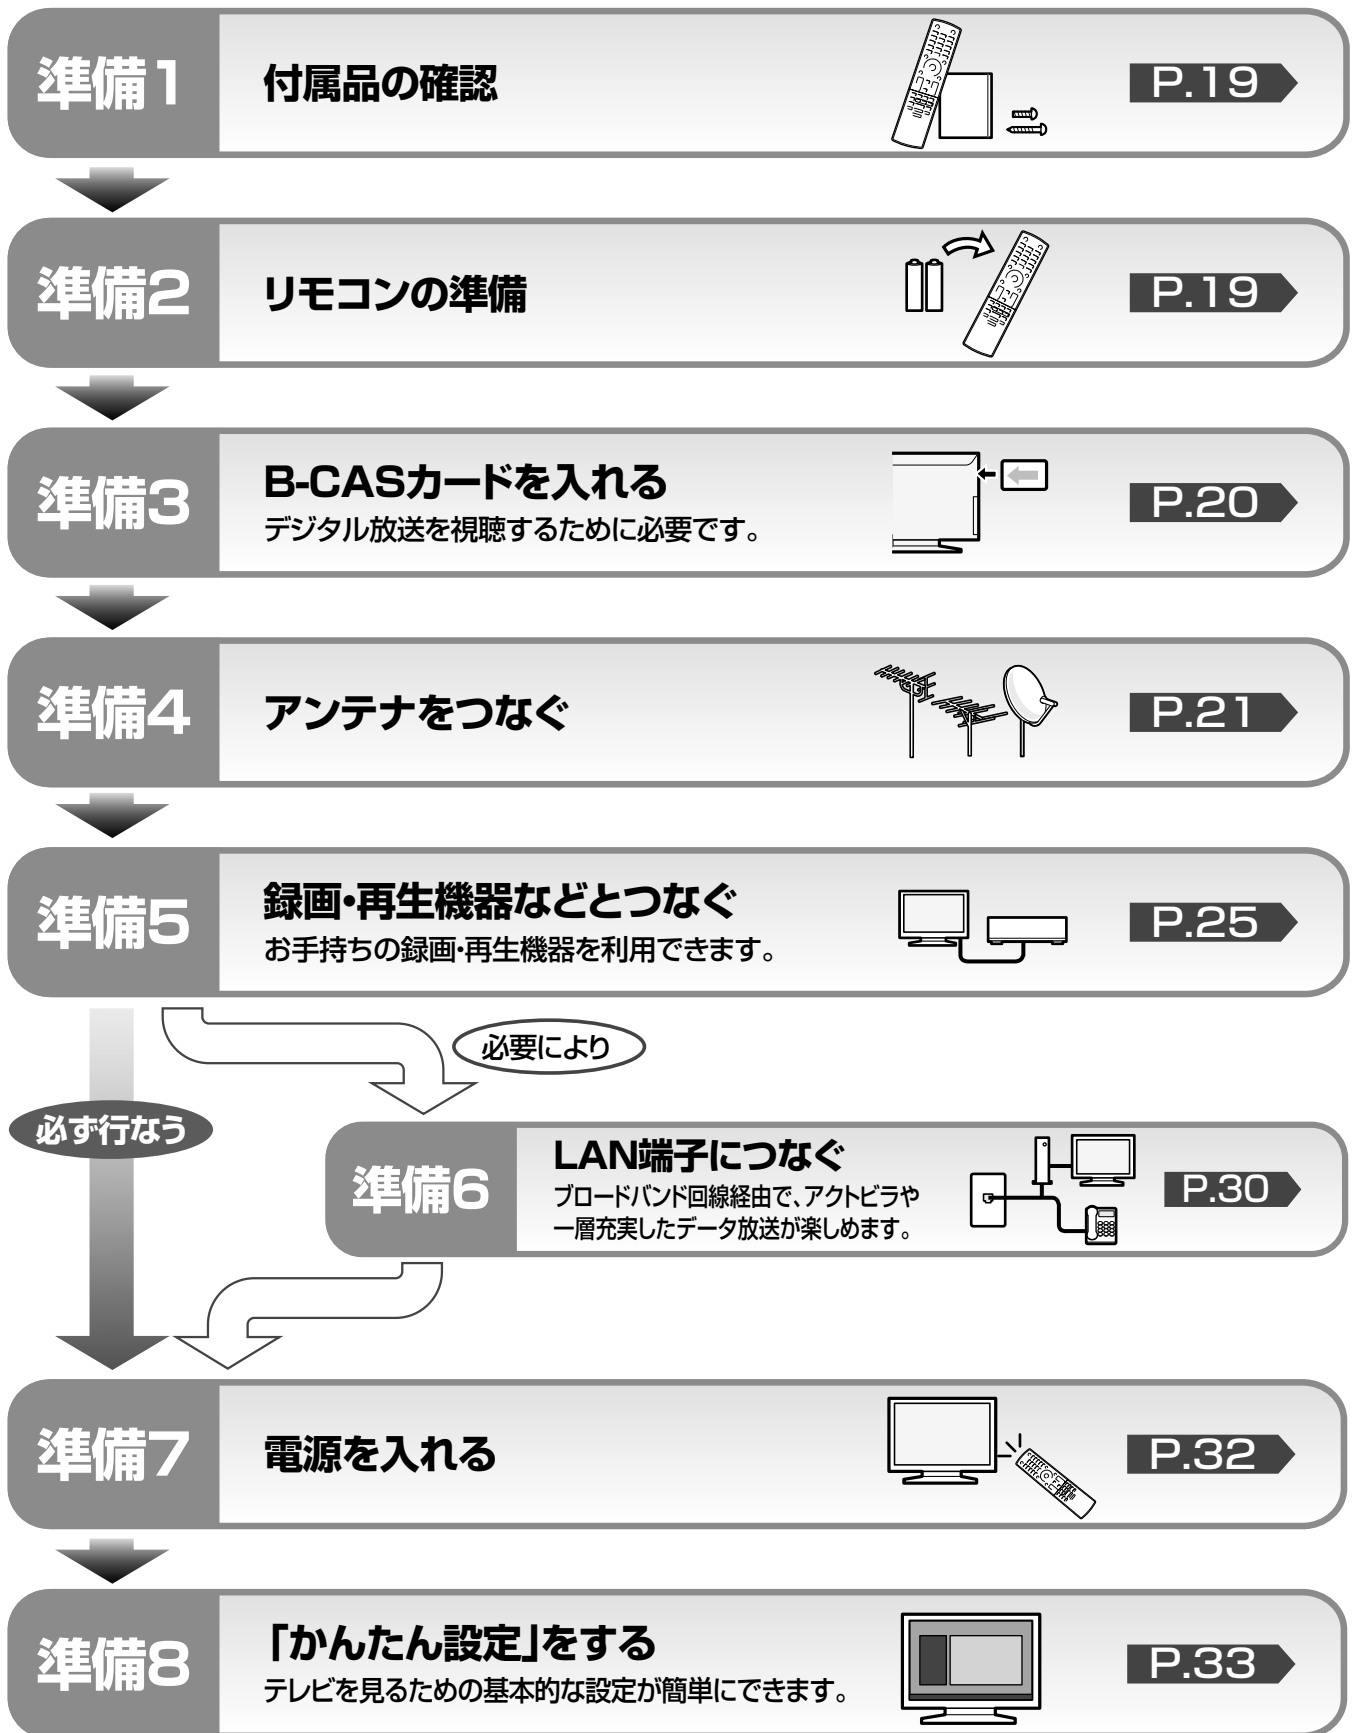 準備1
付属品の確認
P.19
準備2
リモコンの準備
P.19
準備3
B-CASカードを入れる
デジタル放送を視聴するために必要です。
P.20
準備4
アンテナをつなぐ
P.21
準備5
録画・再生機器などとつなぐ
お手持ちの録画・再生機器を利用できます。
P.25
必要により
必ず行なう
準備6
LAN端子につなぐ
ブロードバンド回線経由で、アクトビラや
一層充実したデータ放送が楽しめます。
P.30
準備7
電源を入れる
P.32
準備8
「かんたん設定」をする
テレビを見るための基本的な設定が簡単にできます。
P.33